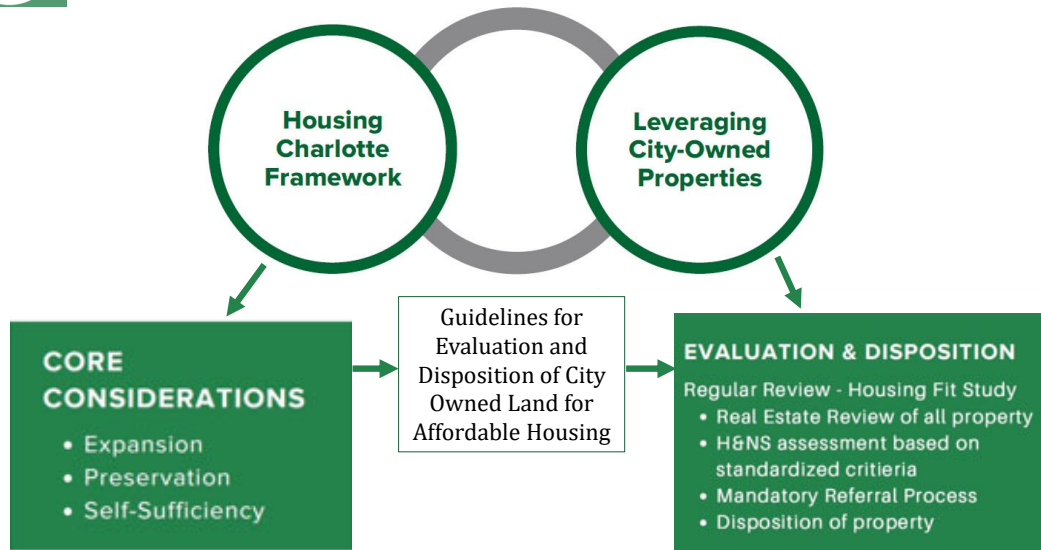 Housing
Charlotte
Framework
Leveraging
City-Owned
Properties
CORE
CONSIDERATIONS
• Expansion
• Preservation
• Self-Sufficiency
Guidelines for
Evaluation and
Disposition of City
Owned Land for
Affordable Housing
EVALUATION & DISPOSITION
Regular Review - Housing Fit Study
• Real Estate Review of all property
• H&NS assessment based on
standardized critieria
• Mandatory Referral Process
• Disposition of property